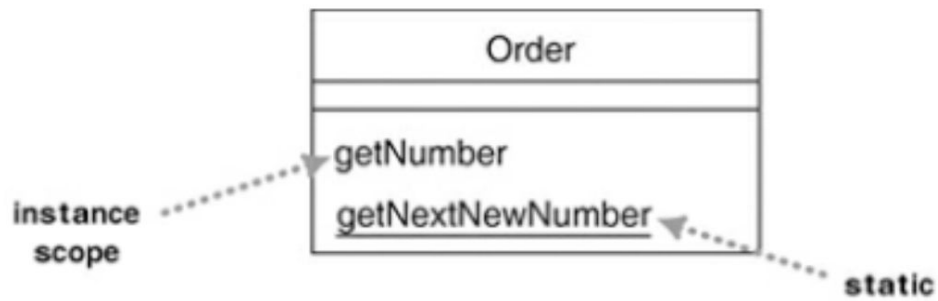 Order
getNumber
getNextNewNumber
instance
scope
static